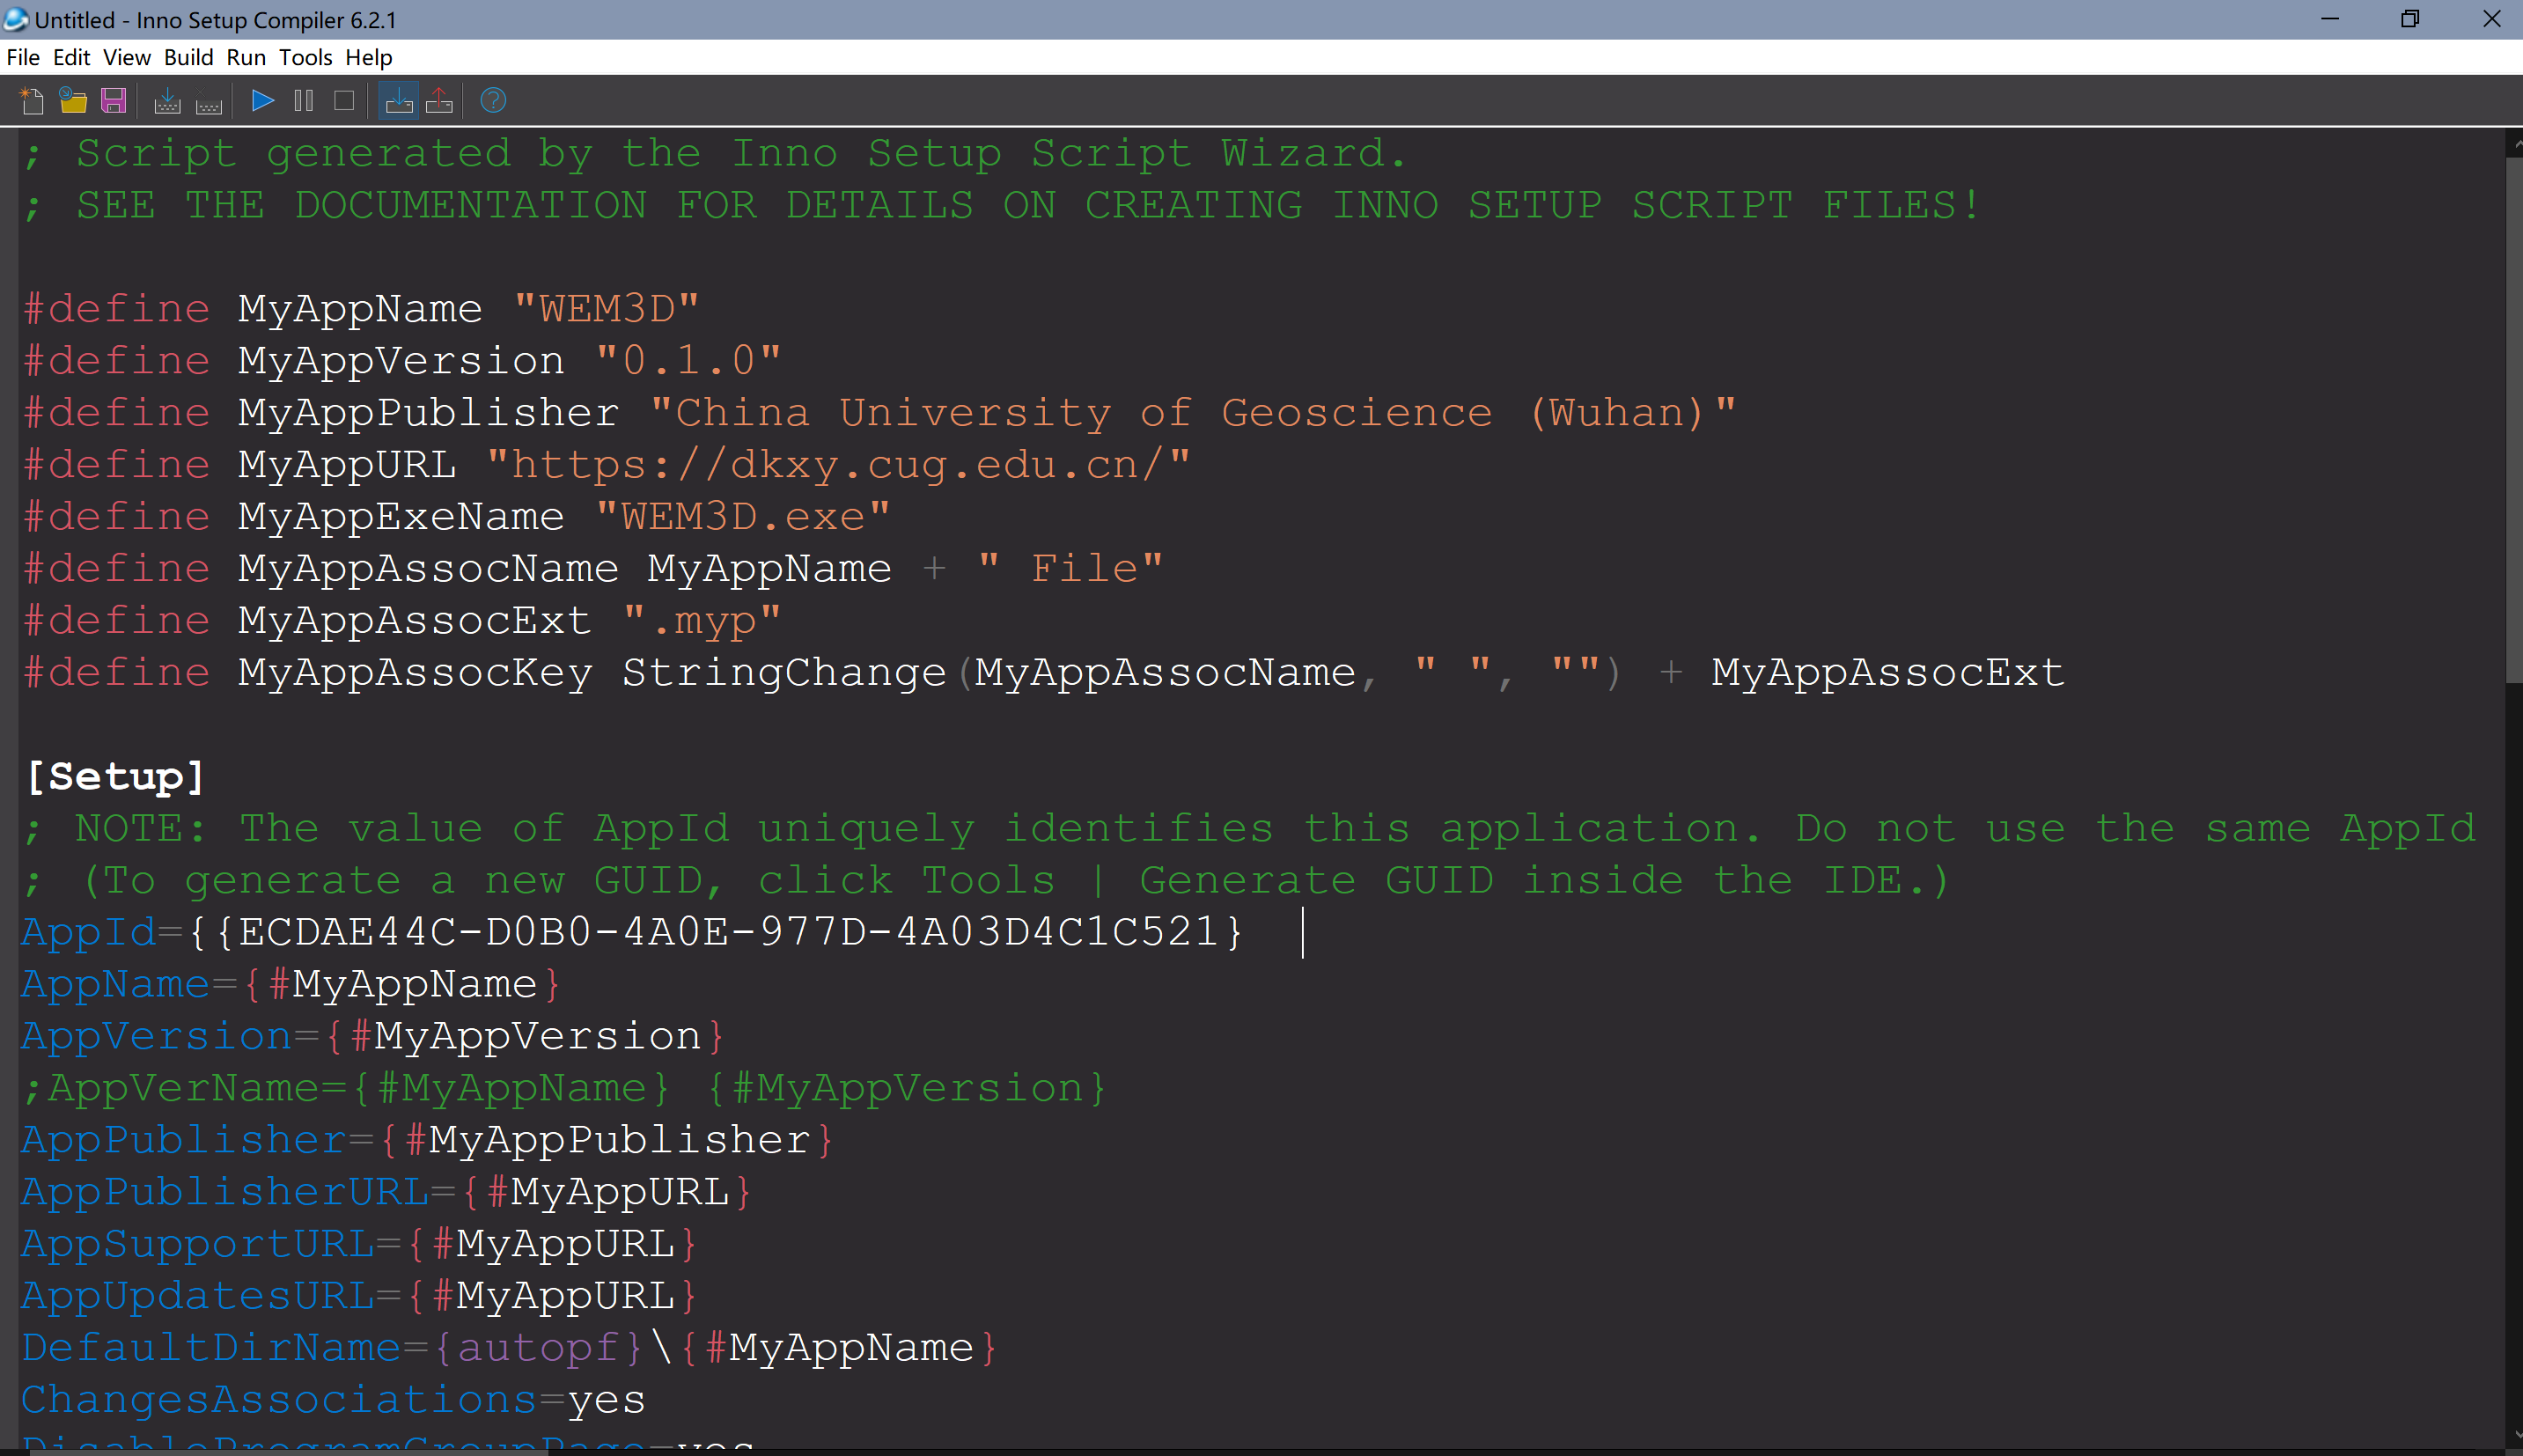 Untitled - Inno Setup Compiler 6.2.1
File Edit View Build Run Tools Help
; Script generated by the Inno Setup Script Wizard.
; SEE THE DOCUMENTATION FOR DETAILS ON CREATING INNO SETUP SCRIPT FILES!
#define MyAppName "WEM3D"
#define MyAppVersion "0.1.0"
#define MyAppPublisher "China University of Geoscience (Wuhan)"
#define MyAppURL "https://dkxy.cug.edu.cn/"
#define MyAppExeName "WEM3D.exe"
#define MyAppAssocName MyAppName + " File"
#define MyAppAssocExt ".myp"
#define MyAppAssocKey StringChange(MyAppAssocName, " ", "") + MyAppAssocExt
[Setup]
; NOTE: The value of AppId uniquely identifies this application. Do not use the same AppId
; (To generate a new GUID, click Tools | Generate GUID inside the IDE.)
AppId={{ECDAE44C-D0B0-4A0E-977D-4A03D4C1C521}
AppName={#MyAppName}
AppVersion={#MyAppVersion}
;AppVerName={#MyAppName} {#MyAppVersion}
AppPublisher={#MyAppPublisher}
AppPublisherURL={#MyAppURL}
AppSupportURL={#MyAppURL}
AppUpdatesURL={#MyAppURL}
DefaultDirName={autopf}\{#MyAppName}
ChangesAssociations=yes
DisableProgramGroupPage=yes